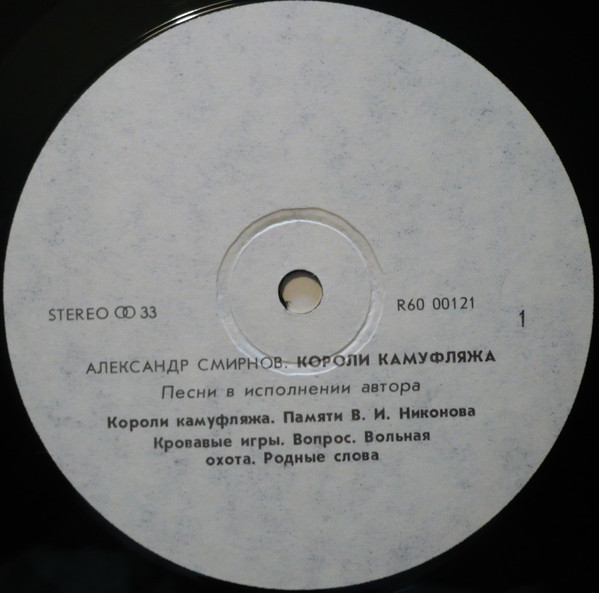 STEREO 33
R60 00121
1
АЛЕКСАНДР СМИРНОВ. КОРОЛИ КАМУФЛЯЖА
Песни в исполнении автора
Короли камуфляжа. Памяти В. И. Никонова
Кровавые игры. Вопрос. Вольная
охота. Родные слова